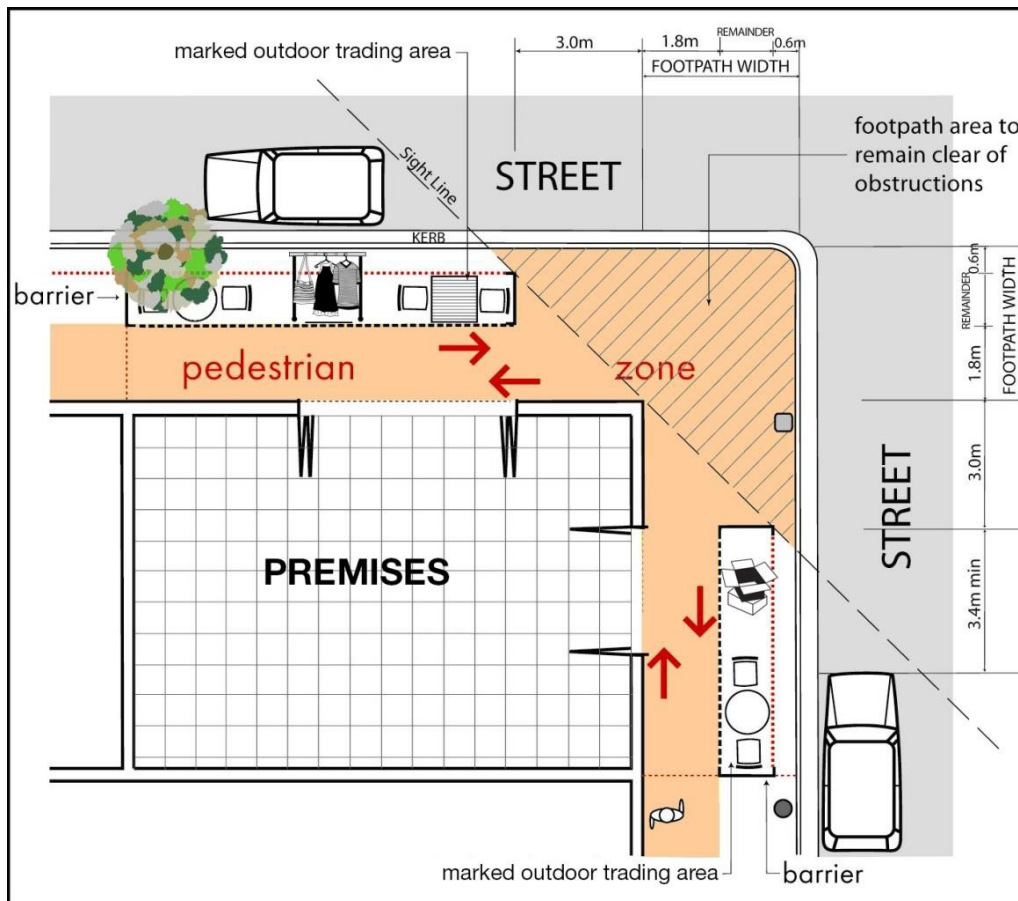 marked outdoor trading area
3.0m
1.8m
REMAINDER
0.6m
FOOTPATH WIDTH
footpath area to
remain clear of
obstructions
STREET
Sight Line
KERB
barrier
pedestrian
zone
0.6m
REMAINDER
1.8m
FOOTPATH WIDTH
3.0m
STREET
3.4m min
PREMISES
marked outdoor trading area
barrier